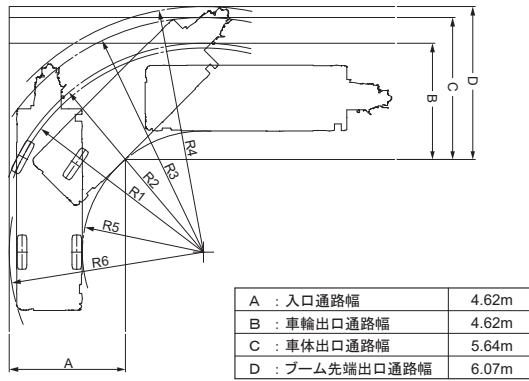 D
C
B
R4
R3
R2
R1
R5
R6
A
A ：入口通路幅 4.62m
B ：車輪出口通路幅 4.62m
C ：車体出口通路幅 5.64m
D ：ブーム先端出口通路幅 6.07m